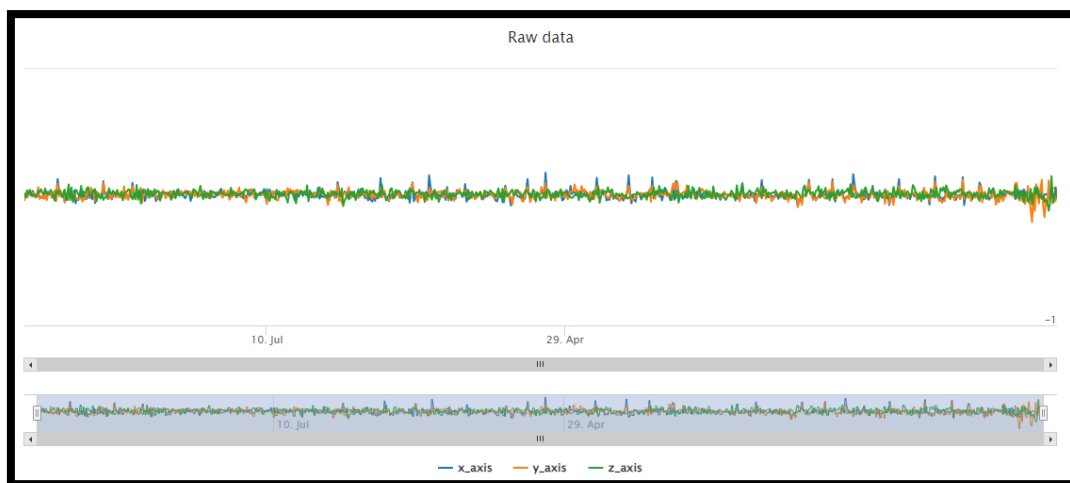 Raw data
-1
10. Jul
29. Apr
10. Jul
29. Apr
x_axis
y_axis
z_axis